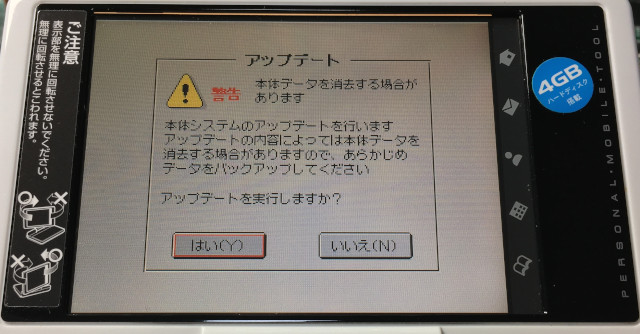 ご注意
表示部を無理に回転させないでください。
無理に回転させるとこわれます。
アップデート
警告
本体データを消去する場合が
あります
本体システムのアップデートを行います
アップデートの内容によっては本体データを
消去する場合がありますので、あらかじめ
データをバックアップしてください
アップデートを実行しますか?
はい(Y)
いいえ(N)
4GB
ハードディスク
搭載
PERSONAL・MOBILE・TOOL